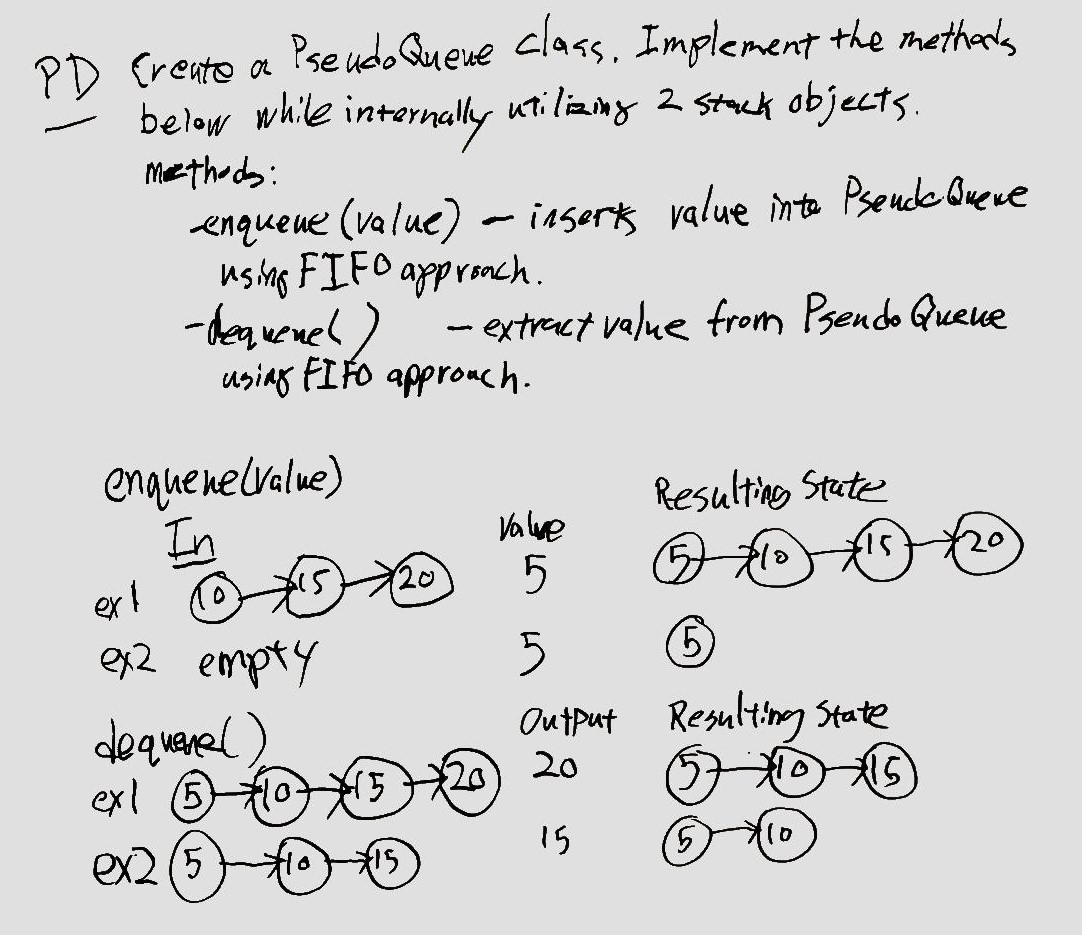 PD Create a PseudoQueue class. Implement the methods
below while internally utilizing 2 stack objects.
methods:
-enqueue (value) - inserts value into PseudoQueue
using FIFO approach.
-dequeue() - extract value from PseudoQueue
using FIFO approach.
enqueue(value) Resulting State
In Value
ex1 10 → 15 → 20 5 5 → 10 → 15 → 20
ex2 empty 5 5
dequeue() Output Resulting State
ex1 5 → 10 → 15 → 20 20 5 → 10 → 15
ex2 5 → 10 → 15 15 5 → 10